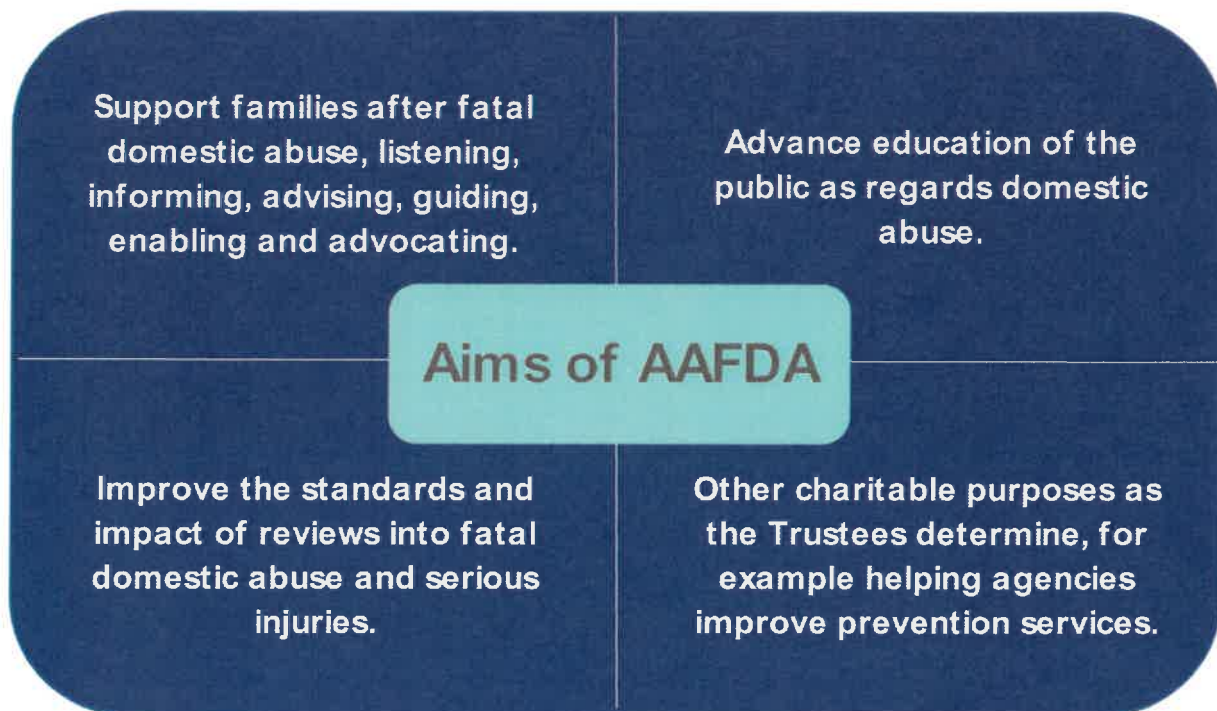 Support families after fatal
domestic abuse, listening,
informing, advising, guiding,
enabling and advocating.
Advance education of the
public as regards domestic
abuse.
Aims of AAFDA
Improve the standards and
impact of reviews into fatal
domestic abuse and serious
injuries.
Other charitable purposes as
the Trustees determine, for
example helping agencies
improve prevention services.